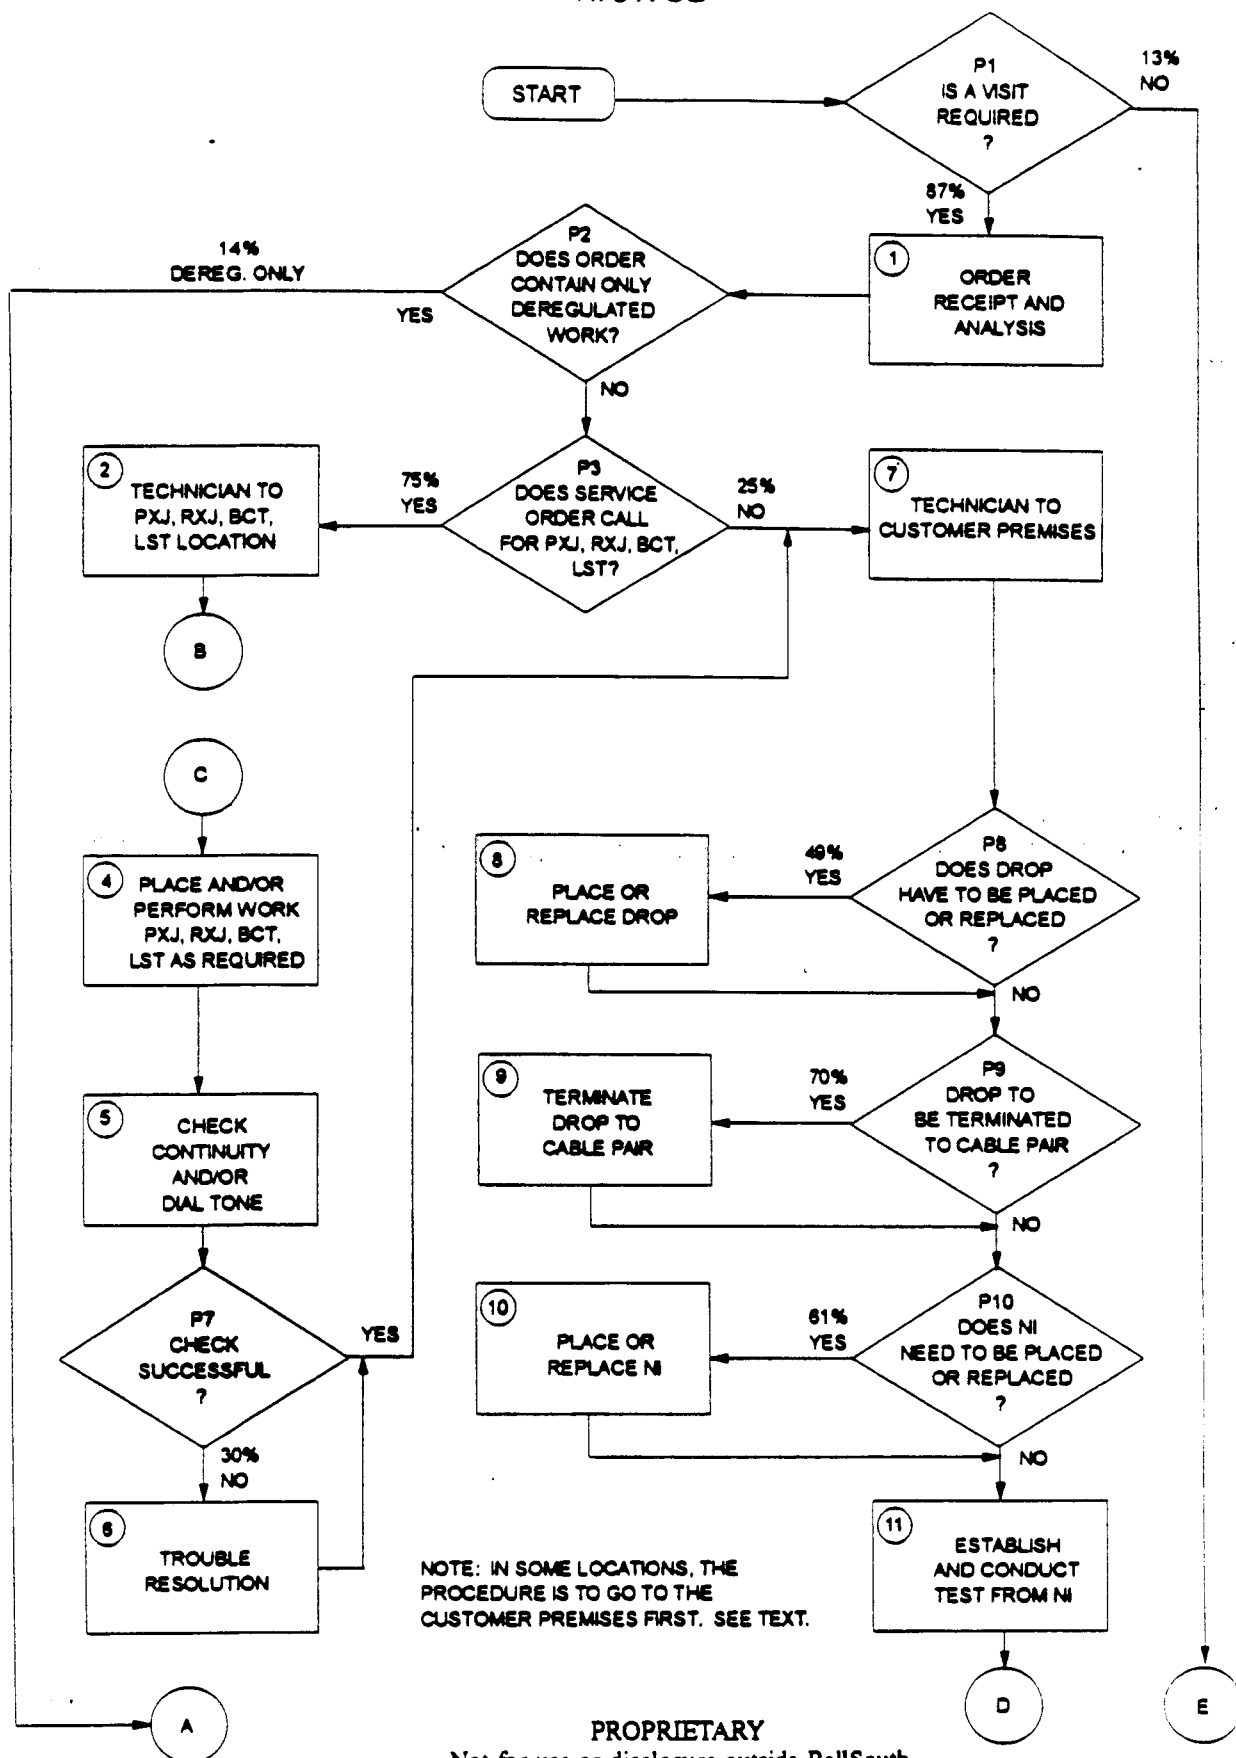 START
P1
IS A VISIT
REQUIRED
?
13%
NO
87%
YES
1
ORDER
RECEIPT AND
ANALYSIS
P2
DOES ORDER
CONTAIN ONLY
DEREGULATED
WORK?
14%
DEREG. ONLY
YES
NO
2
TECHNICIAN TO
PXJ, RXJ, BCT,
LST LOCATION
75%
YES
P3
DOES SERVICE
ORDER CALL
FOR PXJ, RXJ, BCT,
LST?
25%
NO
7
TECHNICIAN TO
CUSTOMER PREMISES
B
C
4
PLACE AND/OR
PERFORM WORK
PXJ, RXJ, BCT,
LST AS REQUIRED
8
PLACE OR
REPLACE DROP
49%
YES
P8
DOES DROP
HAVE TO BE PLACED
OR REPLACED
?
NO
5
CHECK
CONTINUITY
AND/OR
DIAL TONE
9
TERMINATE
DROP TO
CABLE PAIR
70%
YES
P9
DROP TO
BE TERMINATED
TO CABLE PAIR
?
NO
P7
CHECK
SUCCESSFUL
?
YES
30%
NO
10
PLACE OR
REPLACE NI
61%
YES
P10
DOES NI
NEED TO BE PLACED
OR REPLACED
?
NO
6
TROUBLE
RESOLUTION
NOTE: IN SOME LOCATIONS, THE
PROCEDURE IS TO GO TO THE
CUSTOMER PREMISES FIRST. SEE TEXT.
11
ESTABLISH
AND CONDUCT
TEST FROM NI
A
D
E
PROPRIETARY
Not for use or disclosure outside BellSouth